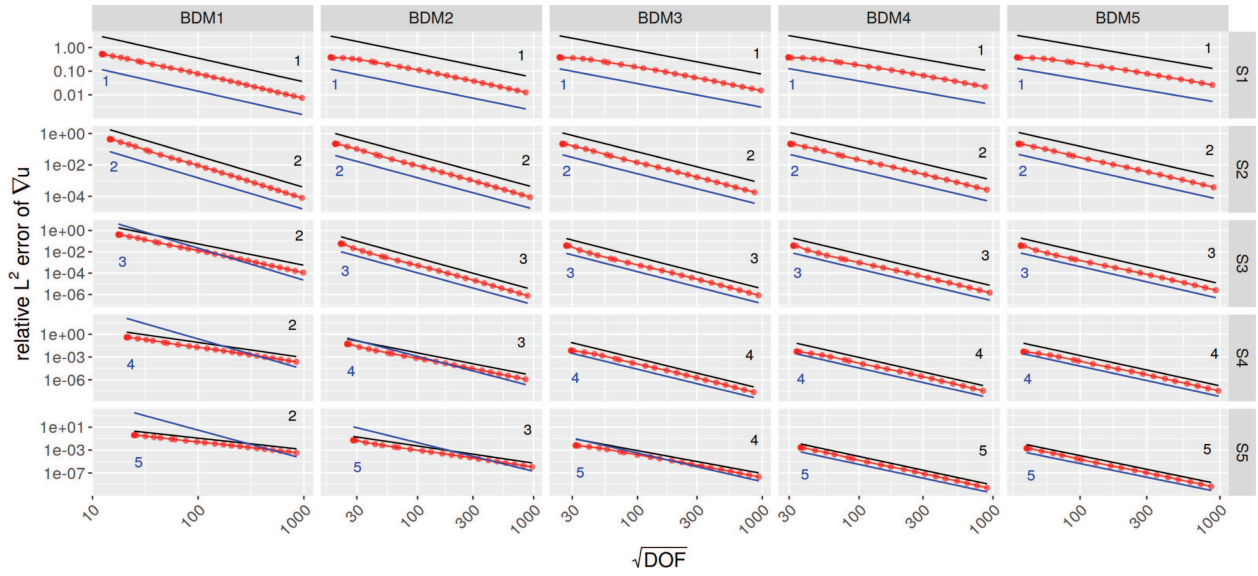 BDM1 BDM2 BDM3 BDM4 BDM5
relative L² error of ∇u
1.00
0.10
0.01
1 1 1 1 1
1 1 1 1 1
S1
1e+00
1e-02
1e-04
2 2 2 2 2
2 2 2 2 2
S2
1e+00
1e-02
1e-04
1e-06
2 3 3 3 3
3 3 3 3 3
S3
1e+00
1e-03
1e-06
2 3 4 4 4
4 4 4 4 4
S4
1e+01
1e-03
1e-07
2 3 4 5 5
5 5 5 5 5
S5
10 100 1000 30 100 300 1000 30 100 300 1000 30 100 300 1000 100 300 1000
√DOF